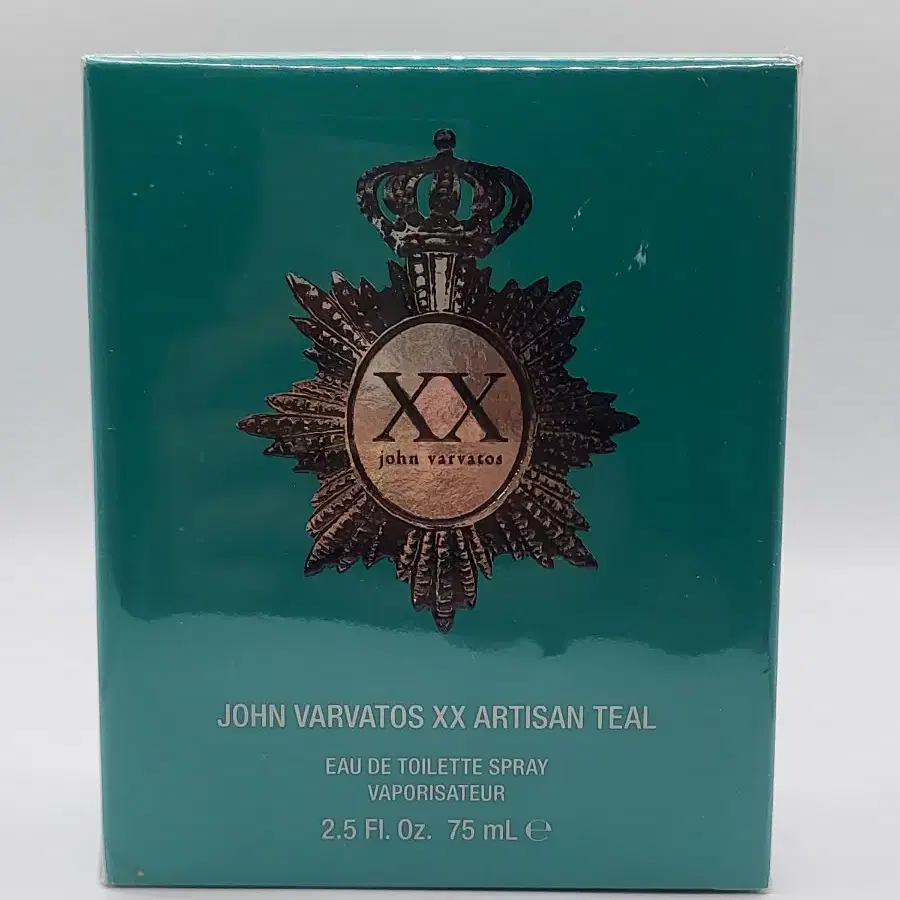 XX
john varvatos
JOHN VARVATOS XX ARTISAN TEAL
EAU DE TOILETTE SPRAY
VAPORISATEUR
2.5 Fl. Oz. 75 mL ℮